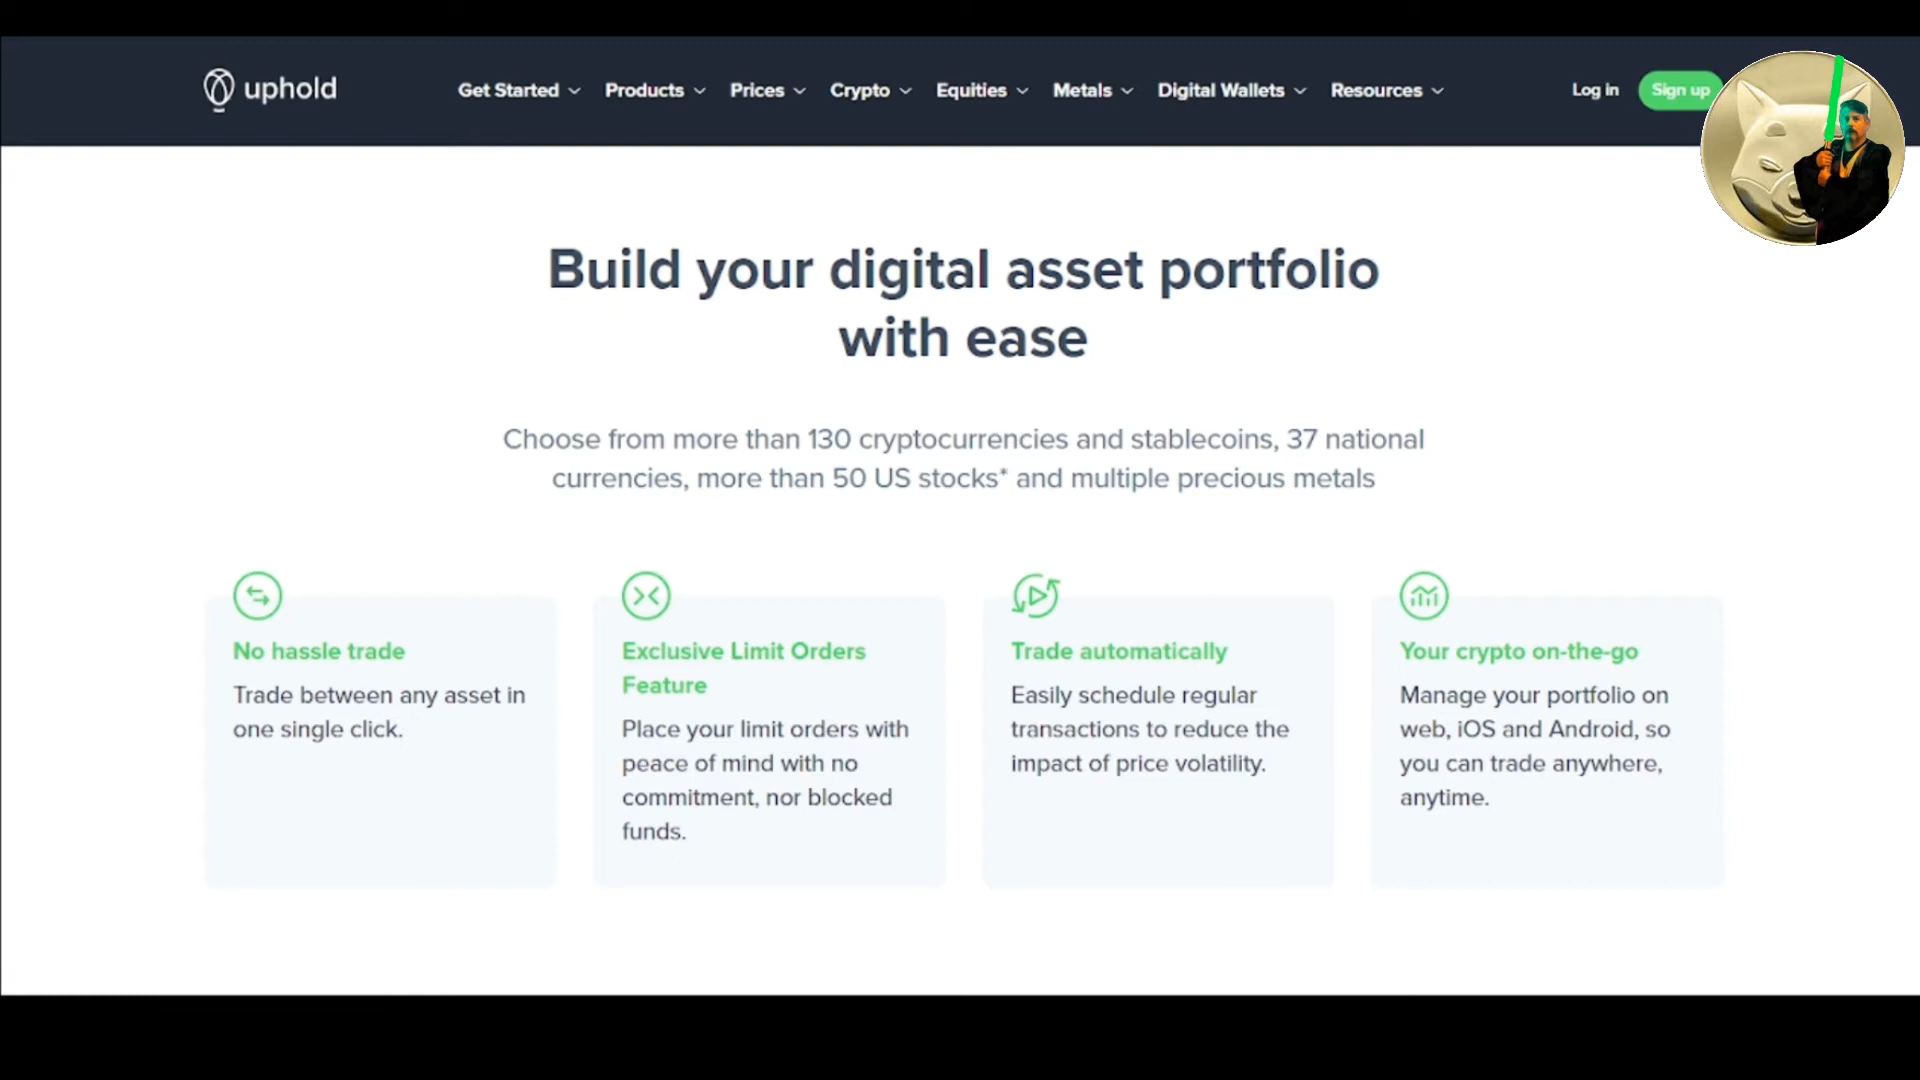 uphold
Get Started
Products
Prices
Crypto
Equities
Metals
Digital Wallets
Resources
Log in
Sign up
Build your digital asset portfolio
with ease
Choose from more than 130 cryptocurrencies and stablecoins, 37 national
currencies, more than 50 US stocks* and multiple precious metals
No hassle trade
Trade between any asset in
one single click.
Exclusive Limit Orders
Feature
Place your limit orders with
peace of mind with no
commitment, nor blocked
funds.
Trade automatically
Easily schedule regular
transactions to reduce the
impact of price volatility.
Your crypto on-the-go
Manage your portfolio on
web, iOS and Android, so
you can trade anywhere,
anytime.